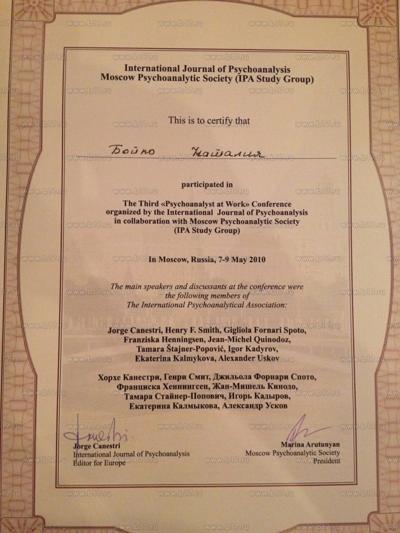 International Journal of Psychoanalysis
Moscow Psychoanalytic Society (IPA Study Group)
This is to certify that
Бойко Наталия
participated in
The Third «Psychoanalyst at Work» Conference
organized by the International Journal of Psychoanalysis
in collaboration with Moscow Psychoanalytic Society
(IPA Study Group)
In Moscow, Russia, 7-9 May 2010
The main speakers and discussants at the conference were
the following members of
The International Psychoanalytical Association:
Jorge Canestri, Henry F. Smith, Gigliola Fornari Spoto,
Franziska Henningsen, Jean-Michel Quinodoz,
Tamara Štajner-Popović, Igor Kadyrov,
Ekaterina Kalmykova, Alexander Uskov
Хорхе Канестри, Генри Смит, Джильола Форнари Спото,
Франциска Хеннингсен, Жан-Мишель Кинодо,
Тамара Стайнер-Попович, Игорь Кадыров,
Екатерина Калмыкова, Александр Усков
Jorge Canestri
International Journal of Psychoanalysis
Editor for Europe
Marina Arutunyan
Moscow Psychoanalytic Society
President